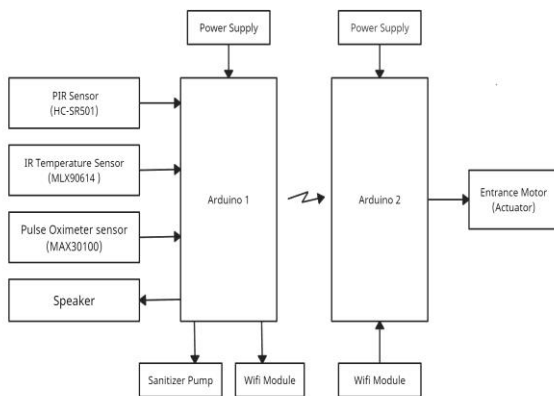 Power Supply
Power Supply
PIR Sensor
(HC-SR501)
IR Temperature Sensor
(MLX90614 )
Arduino 1
Arduino 2
Entrance Motor
(Actuator)
Pulse Oximeter sensor
(MAX30100)
Speaker
Sanitizer Pump
Wifi Module
Wifi Module